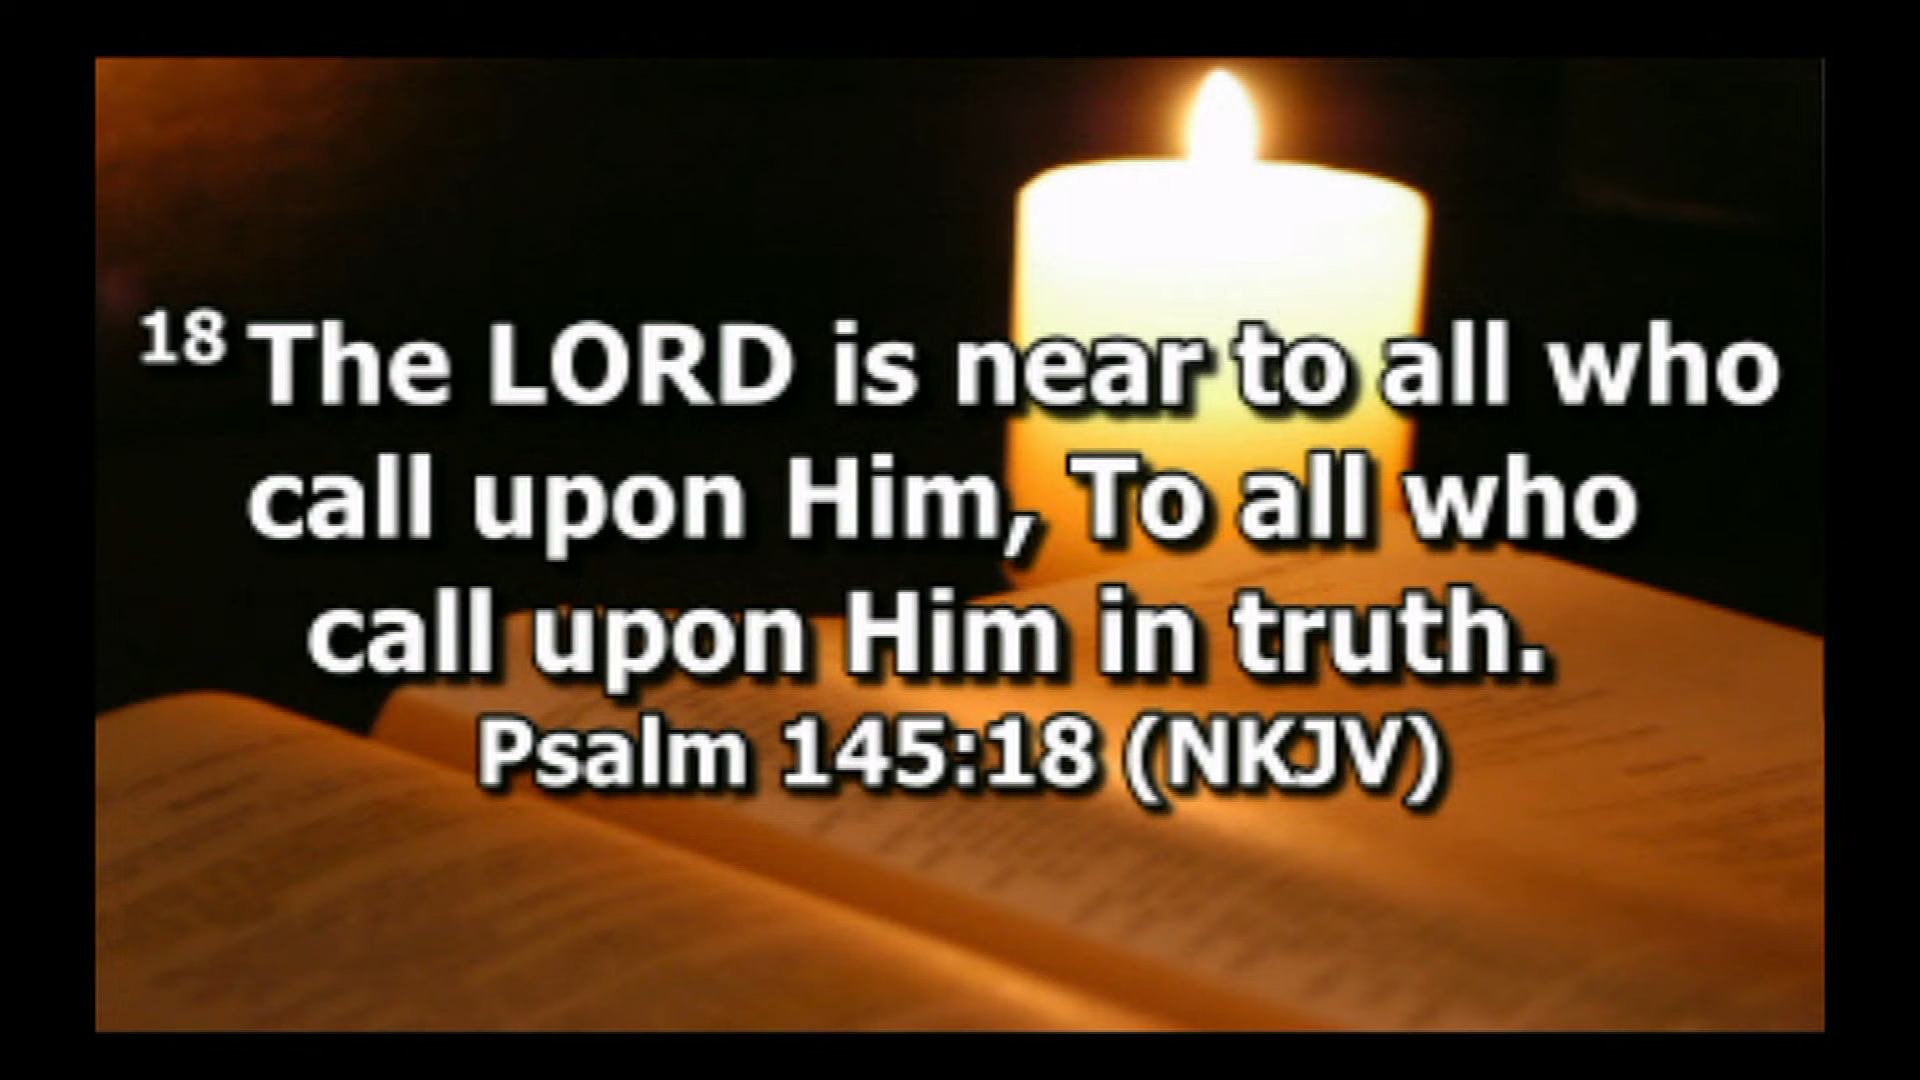 18 The LORD is near to all who
call upon Him, To all who
call upon Him in truth.
Psalm 145:18 (NKJV)